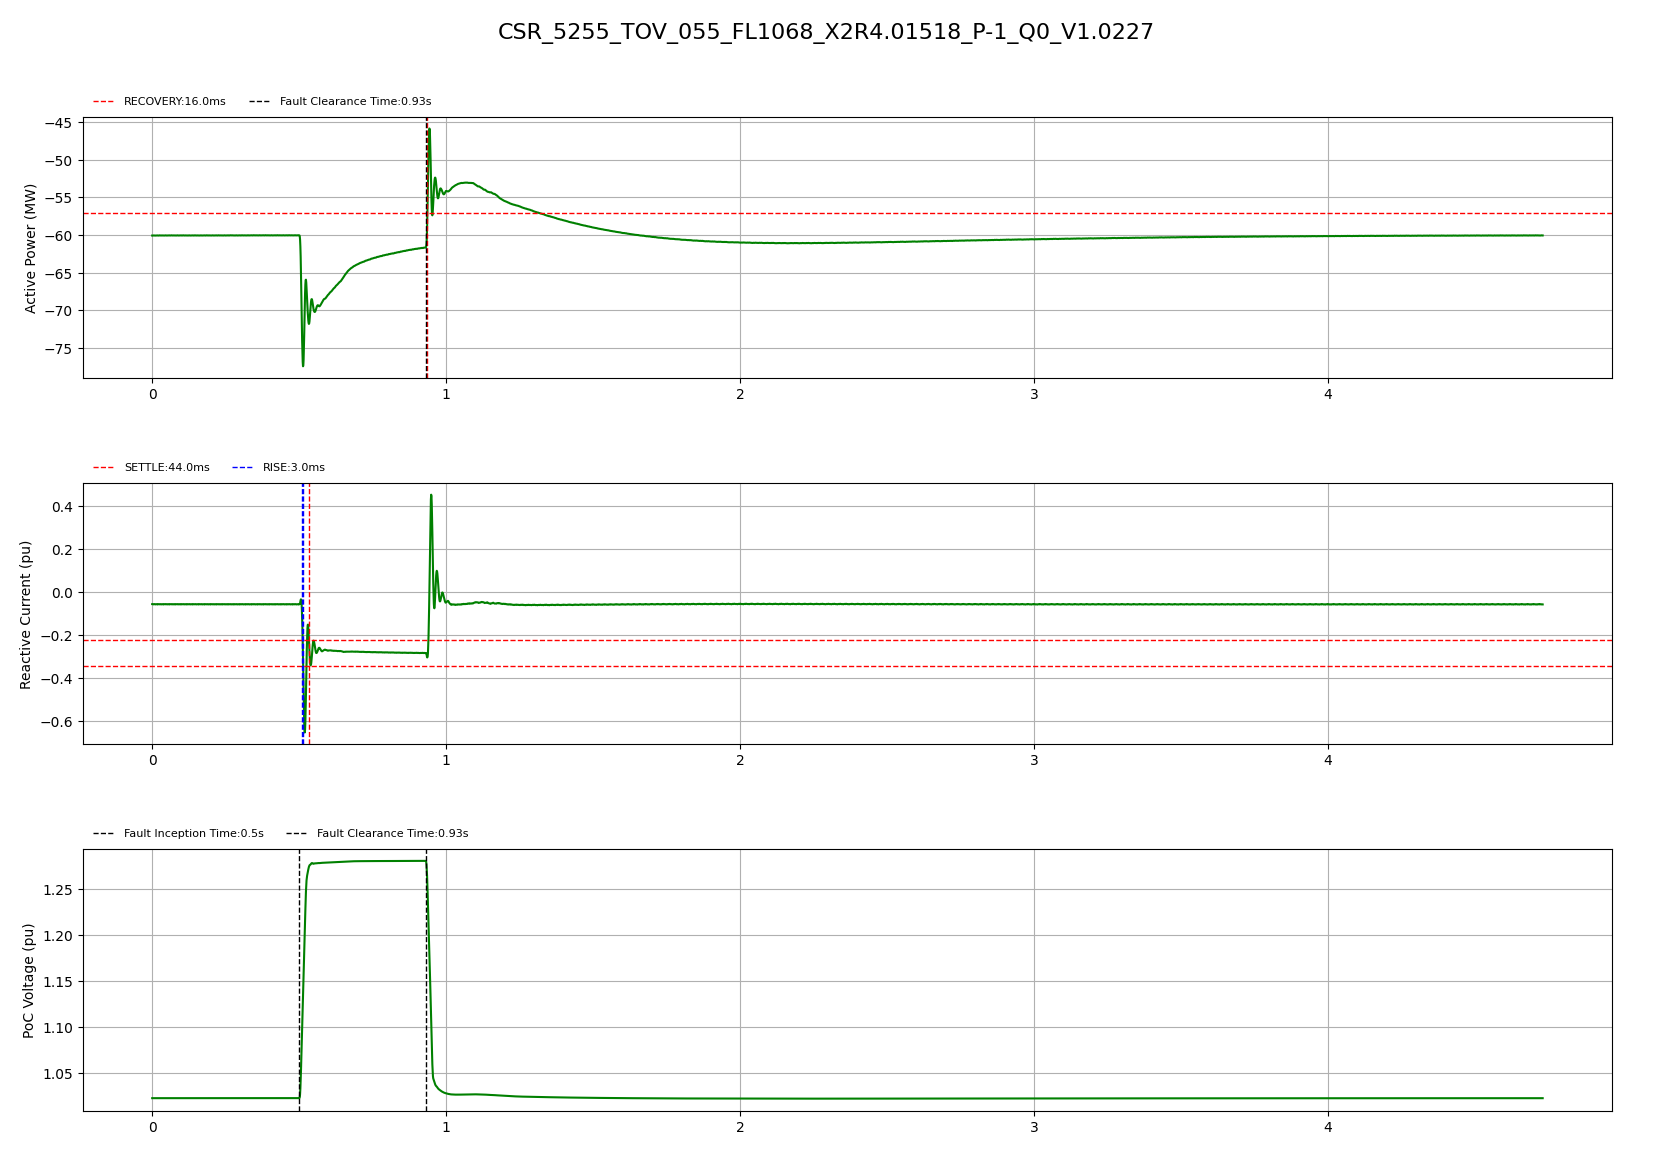 CSR_5255_TOV_055_FL1068_X2R4.01518_P-1_Q0_V1.0227
RECOVERY:16.0ms Fault Clearance Time:0.93s
Active Power (MW)
−45
−50
−55
−60
−65
−70
−75
0 1 2 3 4
SETTLE:44.0ms RISE:3.0ms
Reactive Current (pu)
0.4
0.2
0.0
−0.2
−0.4
−0.6
0 1 2 3 4
Fault Inception Time:0.5s Fault Clearance Time:0.93s
PoC Voltage (pu)
1.25
1.20
1.15
1.10
1.05
0 1 2 3 4